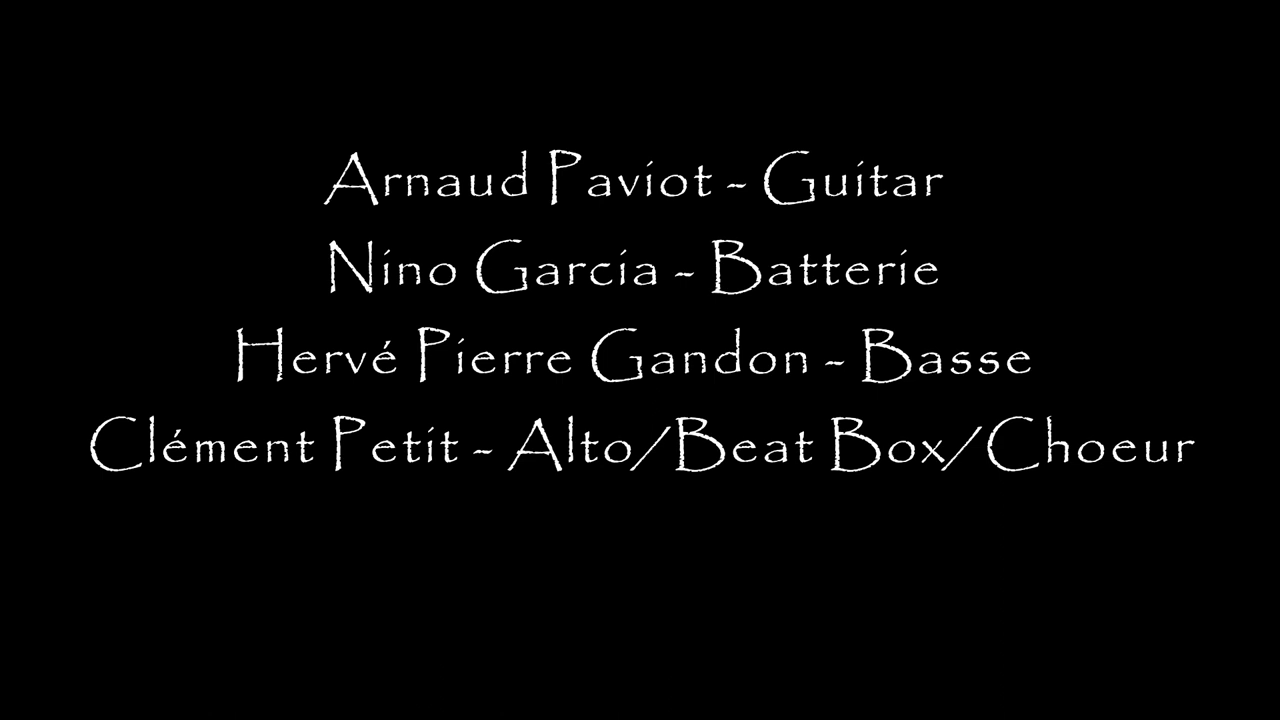 Arnaud Paviot - Guitar
Nino Garcia - Batterie
Hervé Pierre Gandon - Basse
Clément Petit - Alto/Beat Box/Choeur